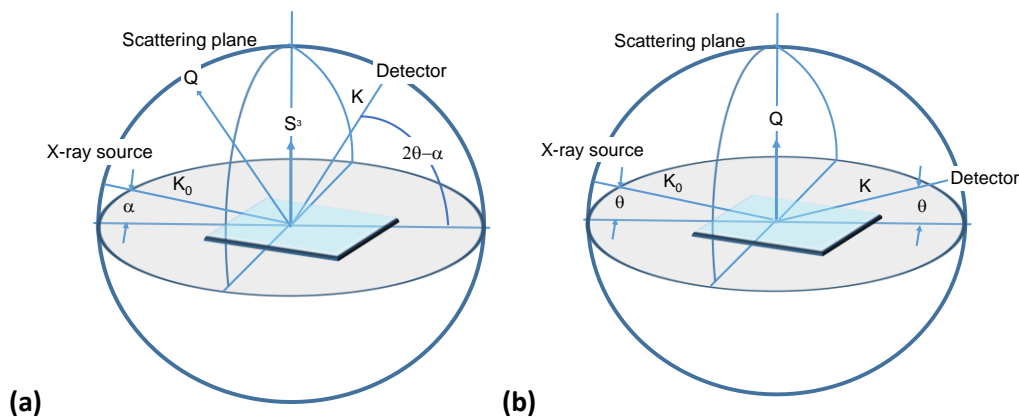 Scattering plane
Q
Detector
K
S³
X-ray source
2θ−α
K₀
α
(a)
Scattering plane
Q
X-ray source
K₀
K
Detector
θ
θ
(b)